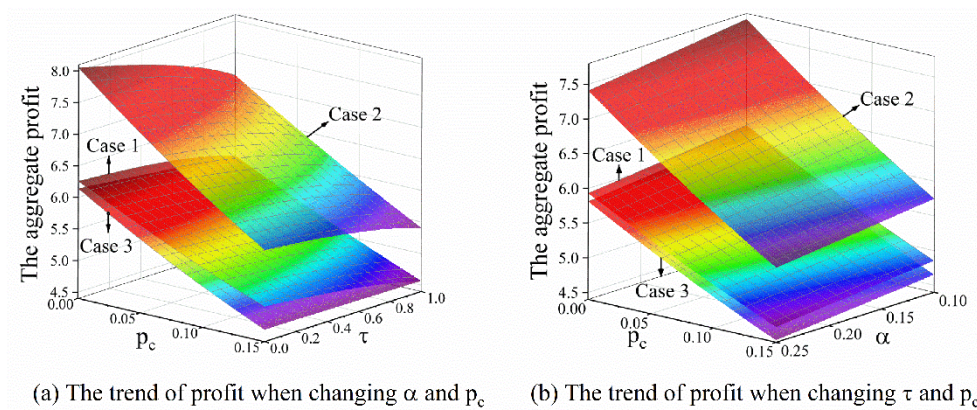 The aggregate profit
8.0
7.5
7.0
6.5
6.0
5.5
5.0
4.5
Case 1
Case 2
Case 3
0.00
0.05
0.10
0.15
p_c
0.0
0.2
0.4
0.6
0.8
1.0
τ
(a) The trend of profit when changing α and p_c
The aggregate profit
7.5
7.0
6.5
6.0
5.5
5.0
4.5
Case 1
Case 2
Case 3
0.00
0.05
0.10
0.15
p_c
0.25
0.20
0.15
0.10
α
(b) The trend of profit when changing τ and p_c